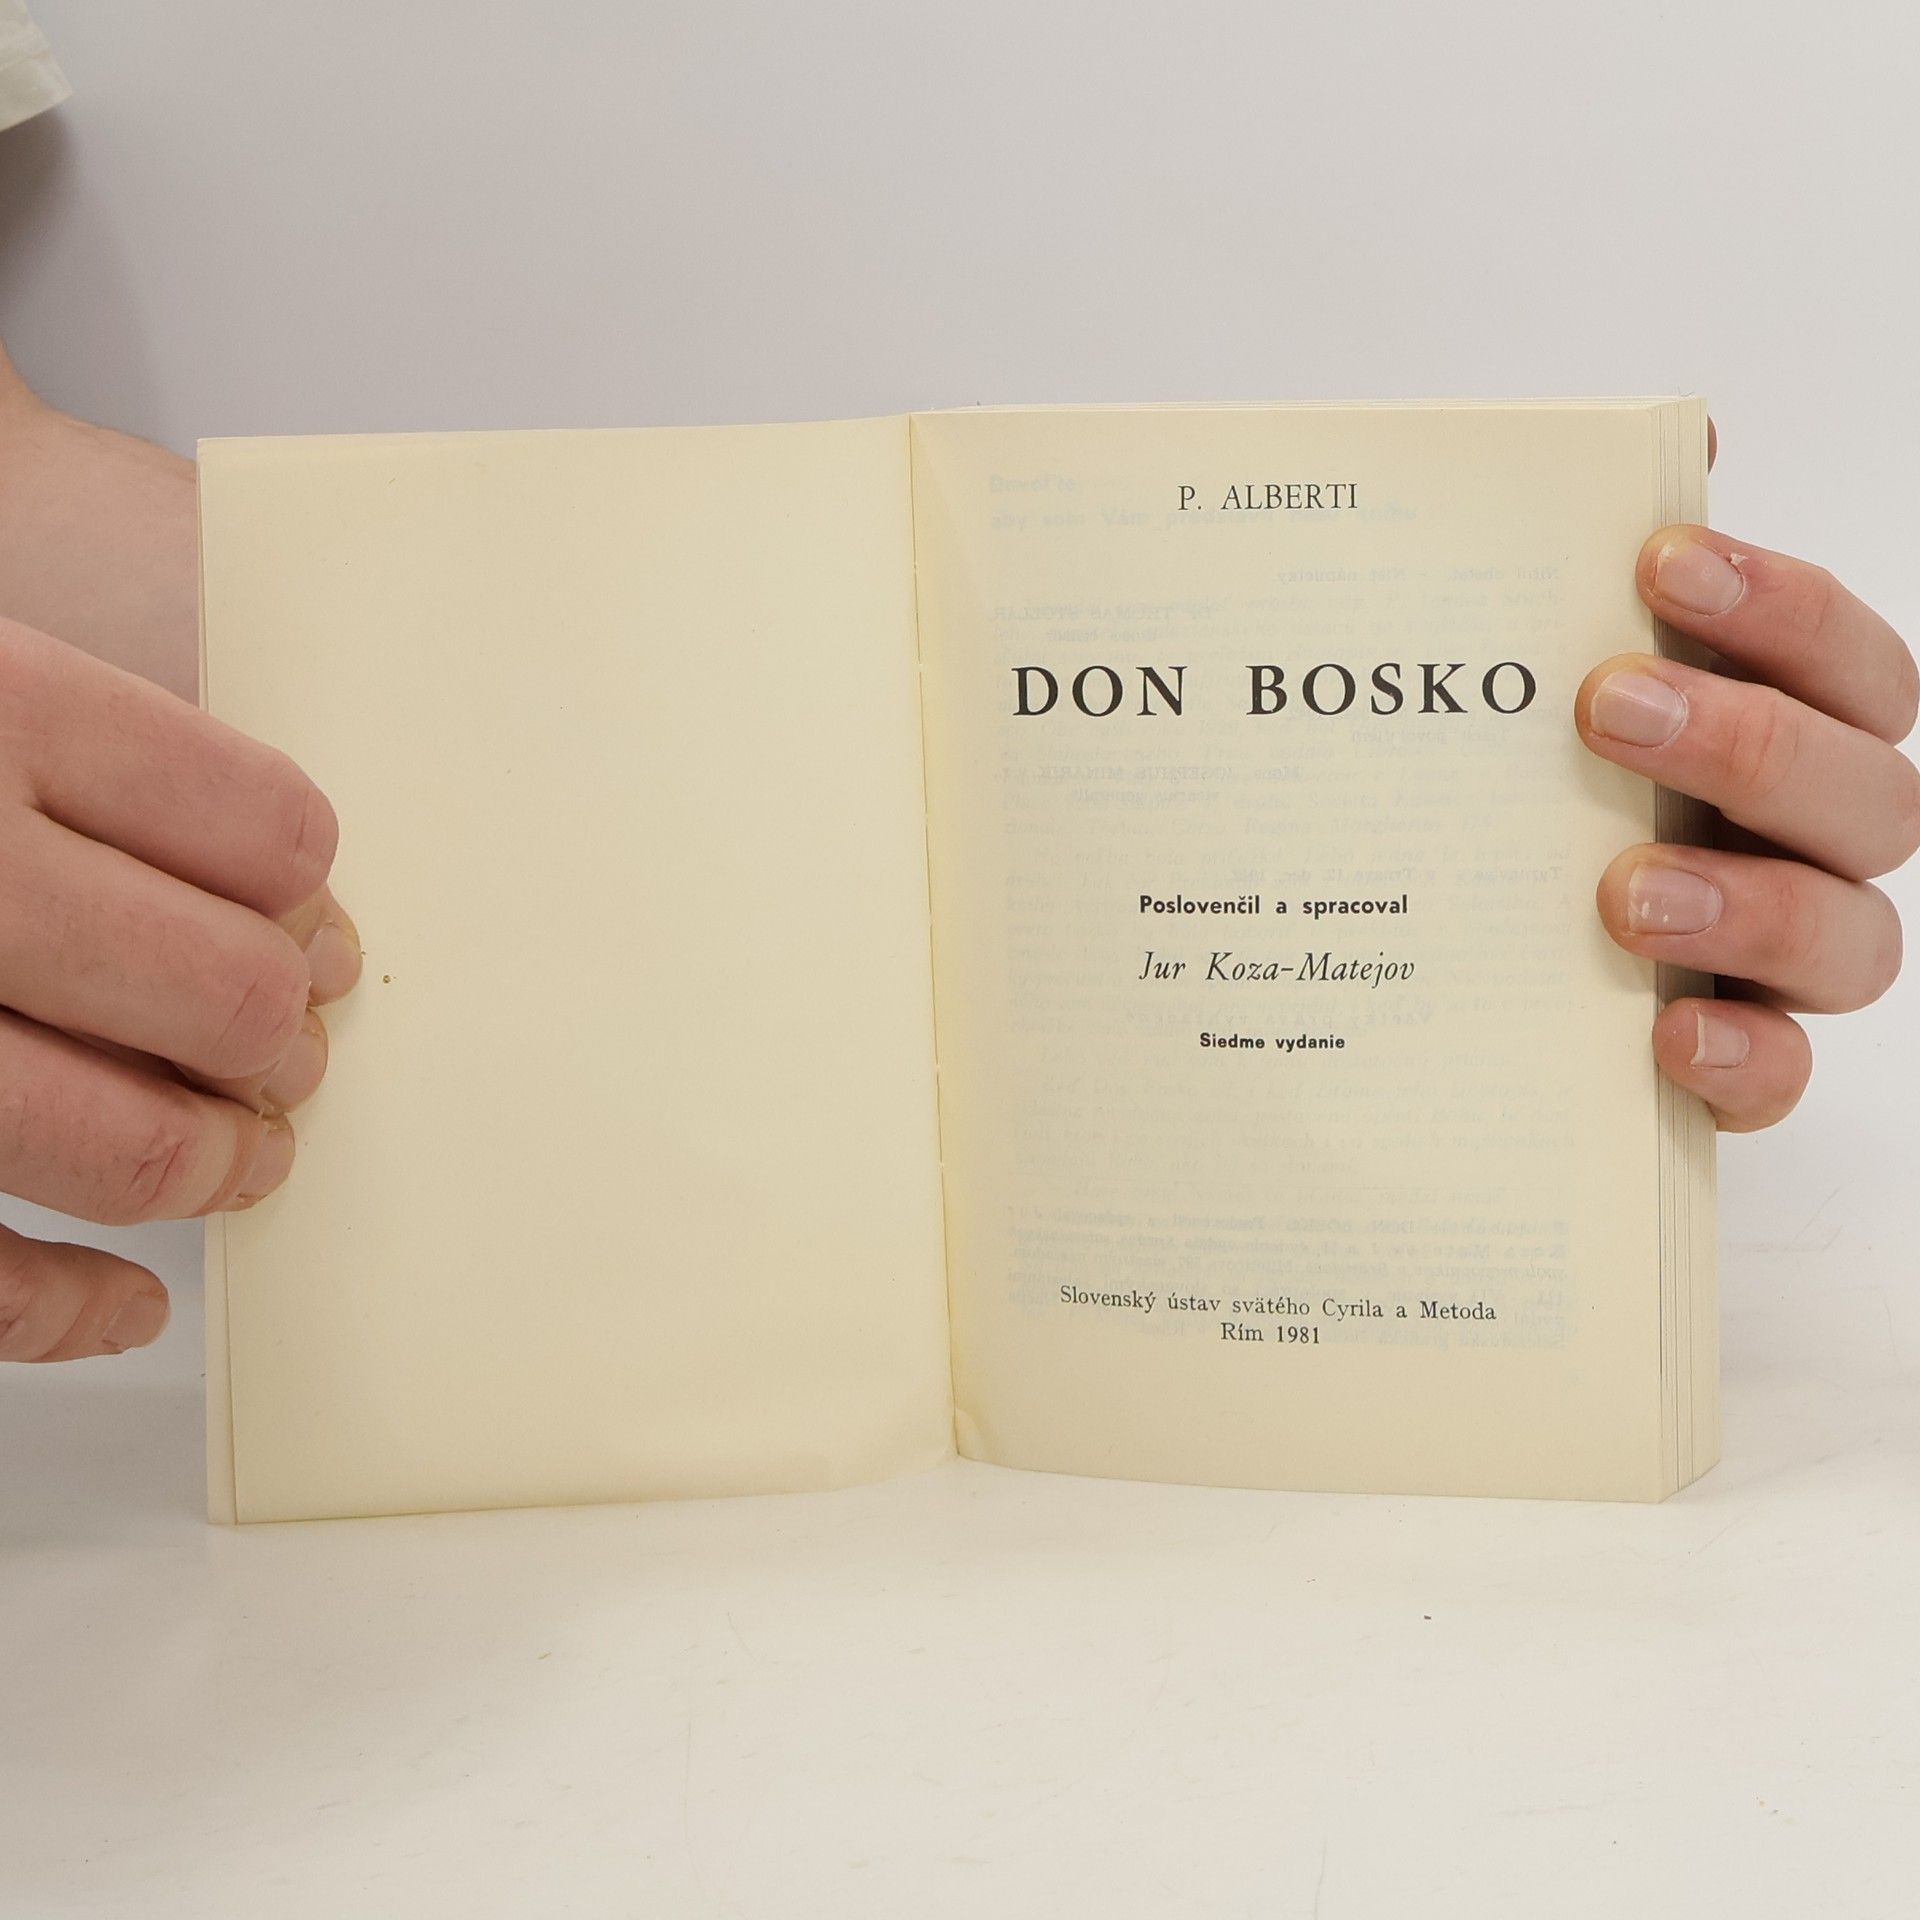 P. ALBERTI
DON BOSKO
Poslovenčil a spracoval
Jur Koza-Matejov
Siedme vydanie
Slovenský ústav svätého Cyrila a Metoda
Rím 1981